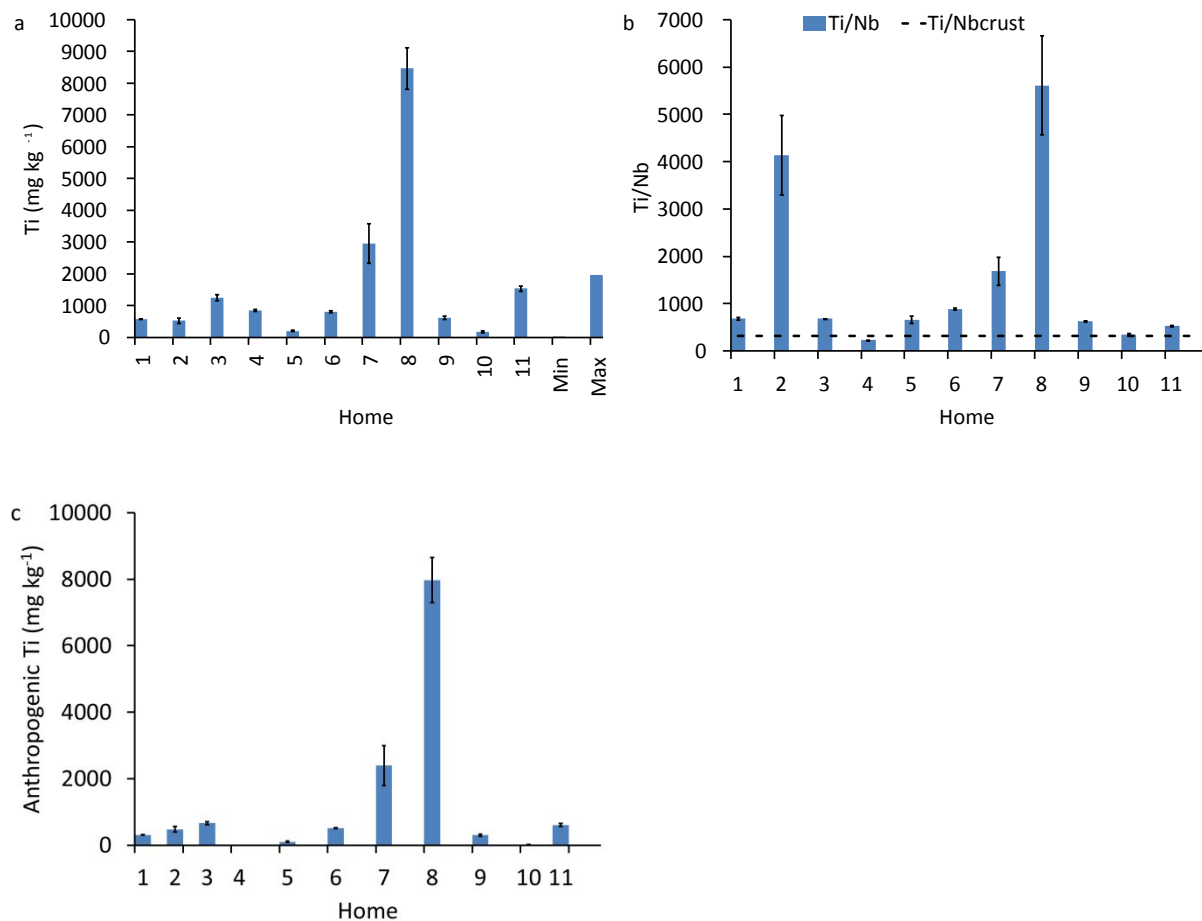 a
Ti (mg kg ⁻¹)
10000
9000
8000
7000
6000
5000
4000
3000
2000
1000
0
1 2 3 4 5 6 7 8 9 10 11 Min Max
Home
b
Ti/Nb Ti/Nbcrust
Ti/Nb
7000
6000
5000
4000
3000
2000
1000
0
1 2 3 4 5 6 7 8 9 10 11
Home
c
Anthropogenic Ti (mg kg⁻¹)
10000
8000
6000
4000
2000
0
1 2 3 4 5 6 7 8 9 10 11
Home